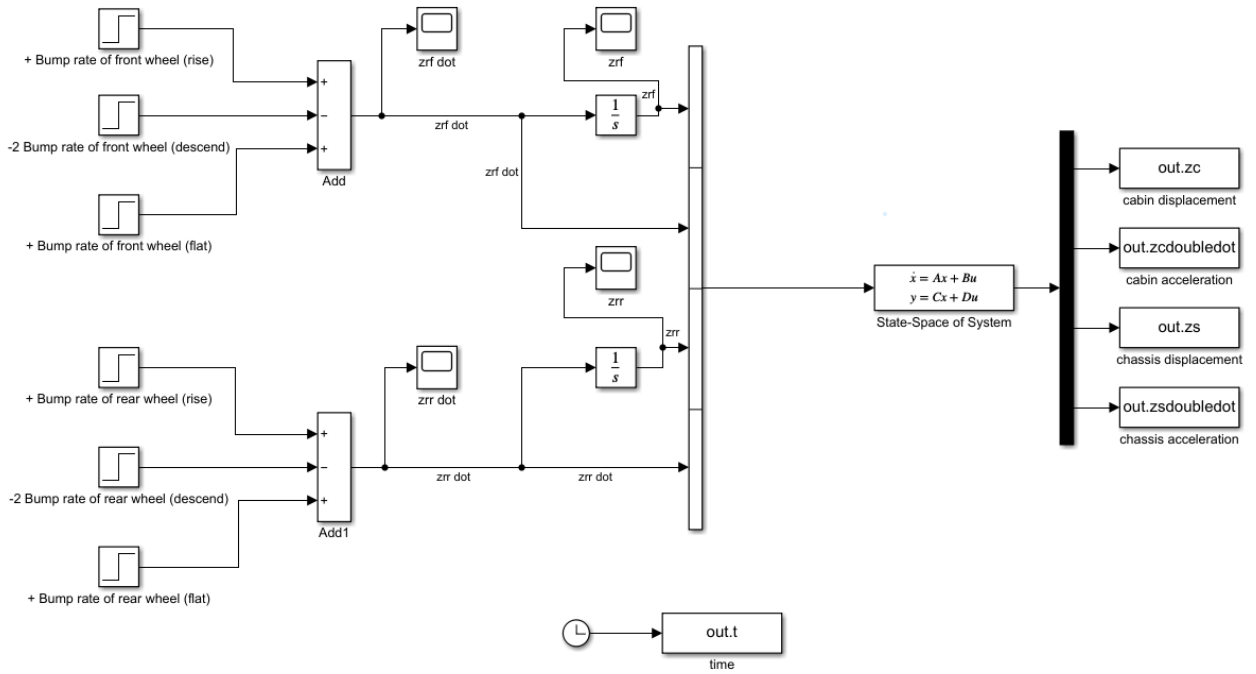 + Bump rate of front wheel (rise)
-2 Bump rate of front wheel (descend)
+ Bump rate of front wheel (flat)
+
−
+
Add
zrf dot
zrf dot
zrf dot
zrf
zrf
1
s
zrr
zrr
1
s
+ Bump rate of rear wheel (rise)
-2 Bump rate of rear wheel (descend)
+ Bump rate of rear wheel (flat)
+
−
+
Add1
zrr dot
zrr dot
zrr dot
ẋ = Ax + Bu
y = Cx + Du
State-Space of System
out.zc
cabin displacement
out.zcdoubledot
cabin acceleration
out.zs
chassis displacement
out.zsdoubledot
chassis acceleration
out.t
time